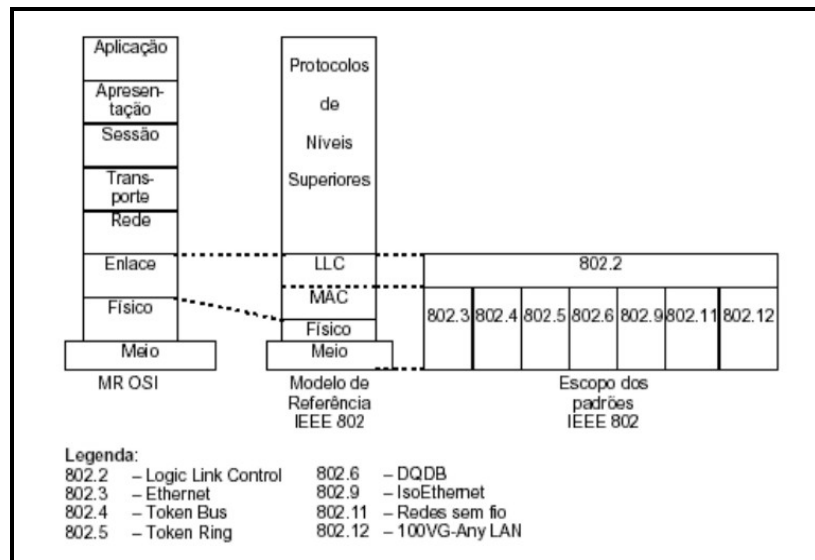 Aplicação
Apresen-
tação
Sessão
Trans-
porte
Rede
Enlace
Físico
Meio
MR OSI
Protocolos
de
Níveis
Superiores
LLC
MAC
Físico
Meio
Modelo de
Referência
IEEE 802
802.2
802.3 802.4 802.5 802.6 802.9 802.11 802.12
Escopo dos
padrões
IEEE 802
Legenda:
802.2 – Logic Link Control
802.3 – Ethernet
802.4 – Token Bus
802.5 – Token Ring
802.6 – DQDB
802.9 – IsoEthernet
802.11 – Redes sem fio
802.12 – 100VG-Any LAN